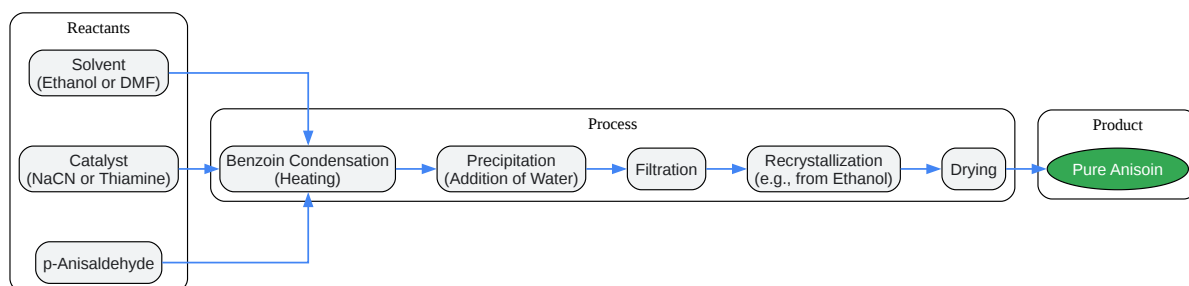 Reactants
Solvent
(Ethanol or DMF)
Catalyst
(NaCN or Thiamine)
p-Anisaldehyde
Process
Benzoin Condensation
(Heating)
Precipitation
(Addition of Water)
Filtration
Recrystallization
(e.g., from Ethanol)
Drying
Product
Pure Anisoin